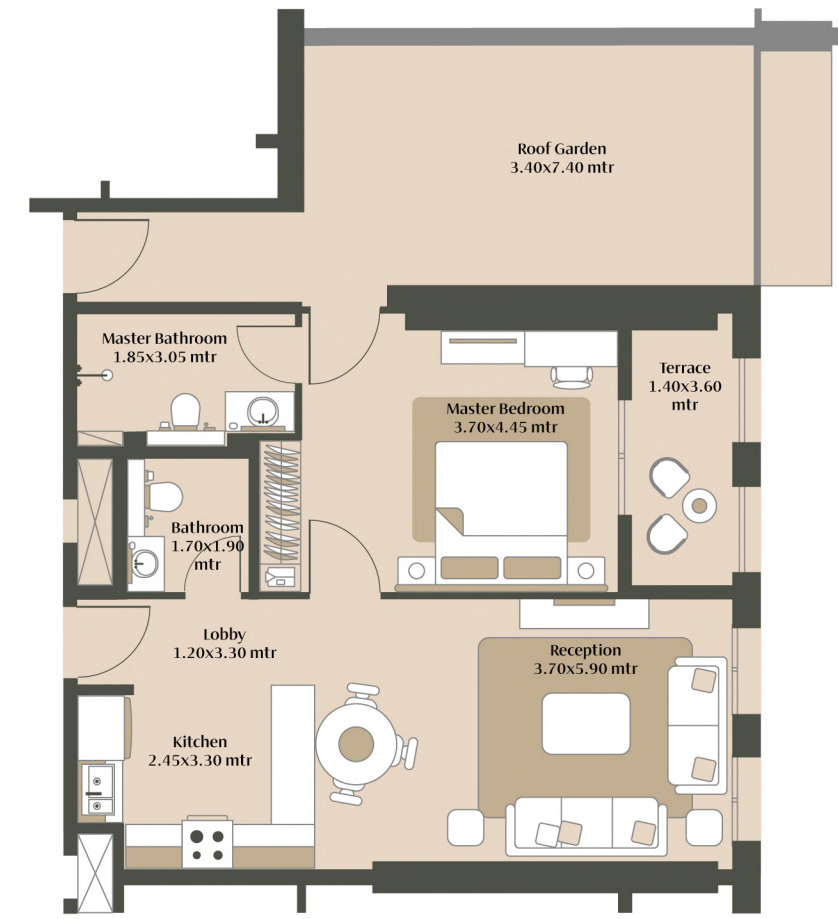 Roof Garden
3.40x7.40 mtr
Master Bathroom
1.85x3.05 mtr
Terrace
1.40x3.60
mtr
Master Bedroom
3.70x4.45 mtr
Bathroom
1.70x1.90
mtr
Lobby
1.20x3.30 mtr
Reception
3.70x5.90 mtr
Kitchen
2.45x3.30 mtr